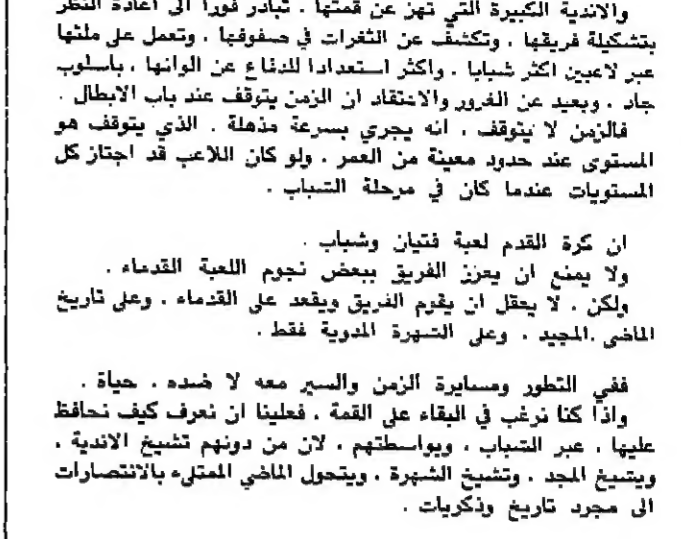 والاندية الكبيرة التي تهز عن قمتها . تبادر فورا الى اعادة النظر
بتشكيلة فريقها . وتكشف عن الثغرات في صفوفها . وتعمل على ملئها
عبر لاعبين اكثر شبابا . واكثر استعدادا للدفاع عن الوانها . باسلوب
جاد . وبعيد عن الغرور والاعتقاد ان الزمن يتوقف عند باب الابطال .
فالزمن لا يتوقف . انه يجري بسرعة مذهلة . الذي يتوقف هو
المستوى عند حدود معينة من العمر . ولو كان اللاعب قد اجتاز كل
المستويات عندما كان في مرحلة الشباب .
ان كرة القدم لعبة فتيان وشباب .
ولا يمنع ان يعزز الفريق ببعض نجوم اللعبة القدماء .
ولكن . لا يعقل ان يقوم الفريق ويقعد على القدماء . وعلى تاريخ
الماضي المجيد . وعلى الشهرة المدوية فقط .
ففي التطور ومسايرة الزمن والسير معه لا ضده . حياة .
واذا كنا نرغب في البقاء على القمة . فعلينا ان نعرف كيف نحافظ
عليها . عبر الشباب . وبواسطتهم . لان من دونهم تشيخ الاندية .
ويشيخ المجد . وتشيخ الشهرة . ويتحول الماضي الممتلىء بالانتصارات
الى مجرد تاريخ وذكريات .